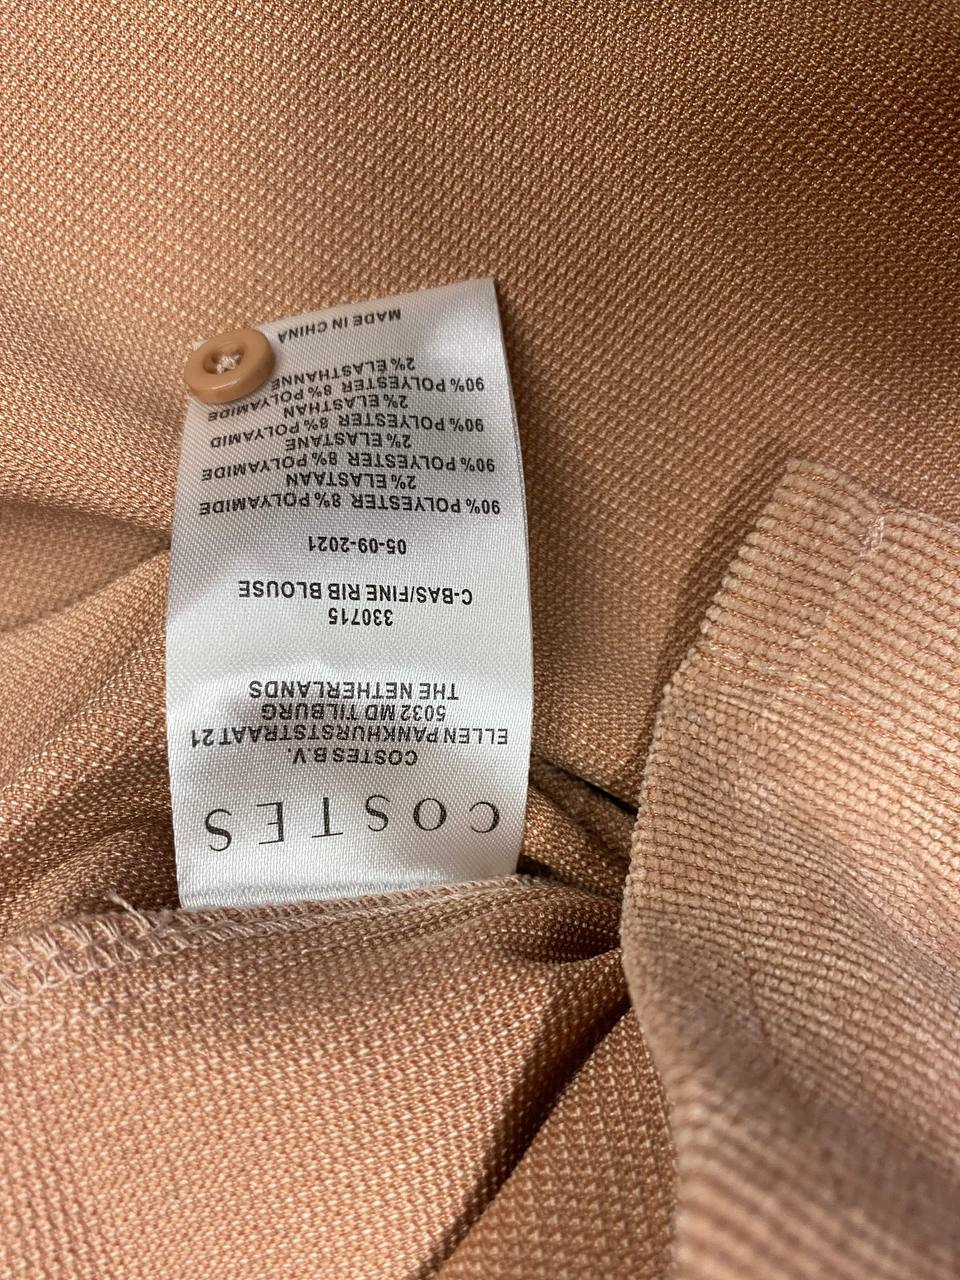 COSTES
COSTES B.V.
ELLEN PANKHURSTSTRAAT 21
5032 MD TILBURG
THE NETHERLANDS
330715
C-BAS/FINE RIB BLOUSE
05-09-2021
90% POLYESTER 8% POLYAMIDE
2% ELASTAAN
90% POLYESTER 8% POLYAMIDE
2% ELASTANE
90% POLYESTER 8% POLYAMID
2% ELASTHAN
90% POLYESTER 8% POLYAMIDE
2% ELASTHANNE
MADE IN CHINA